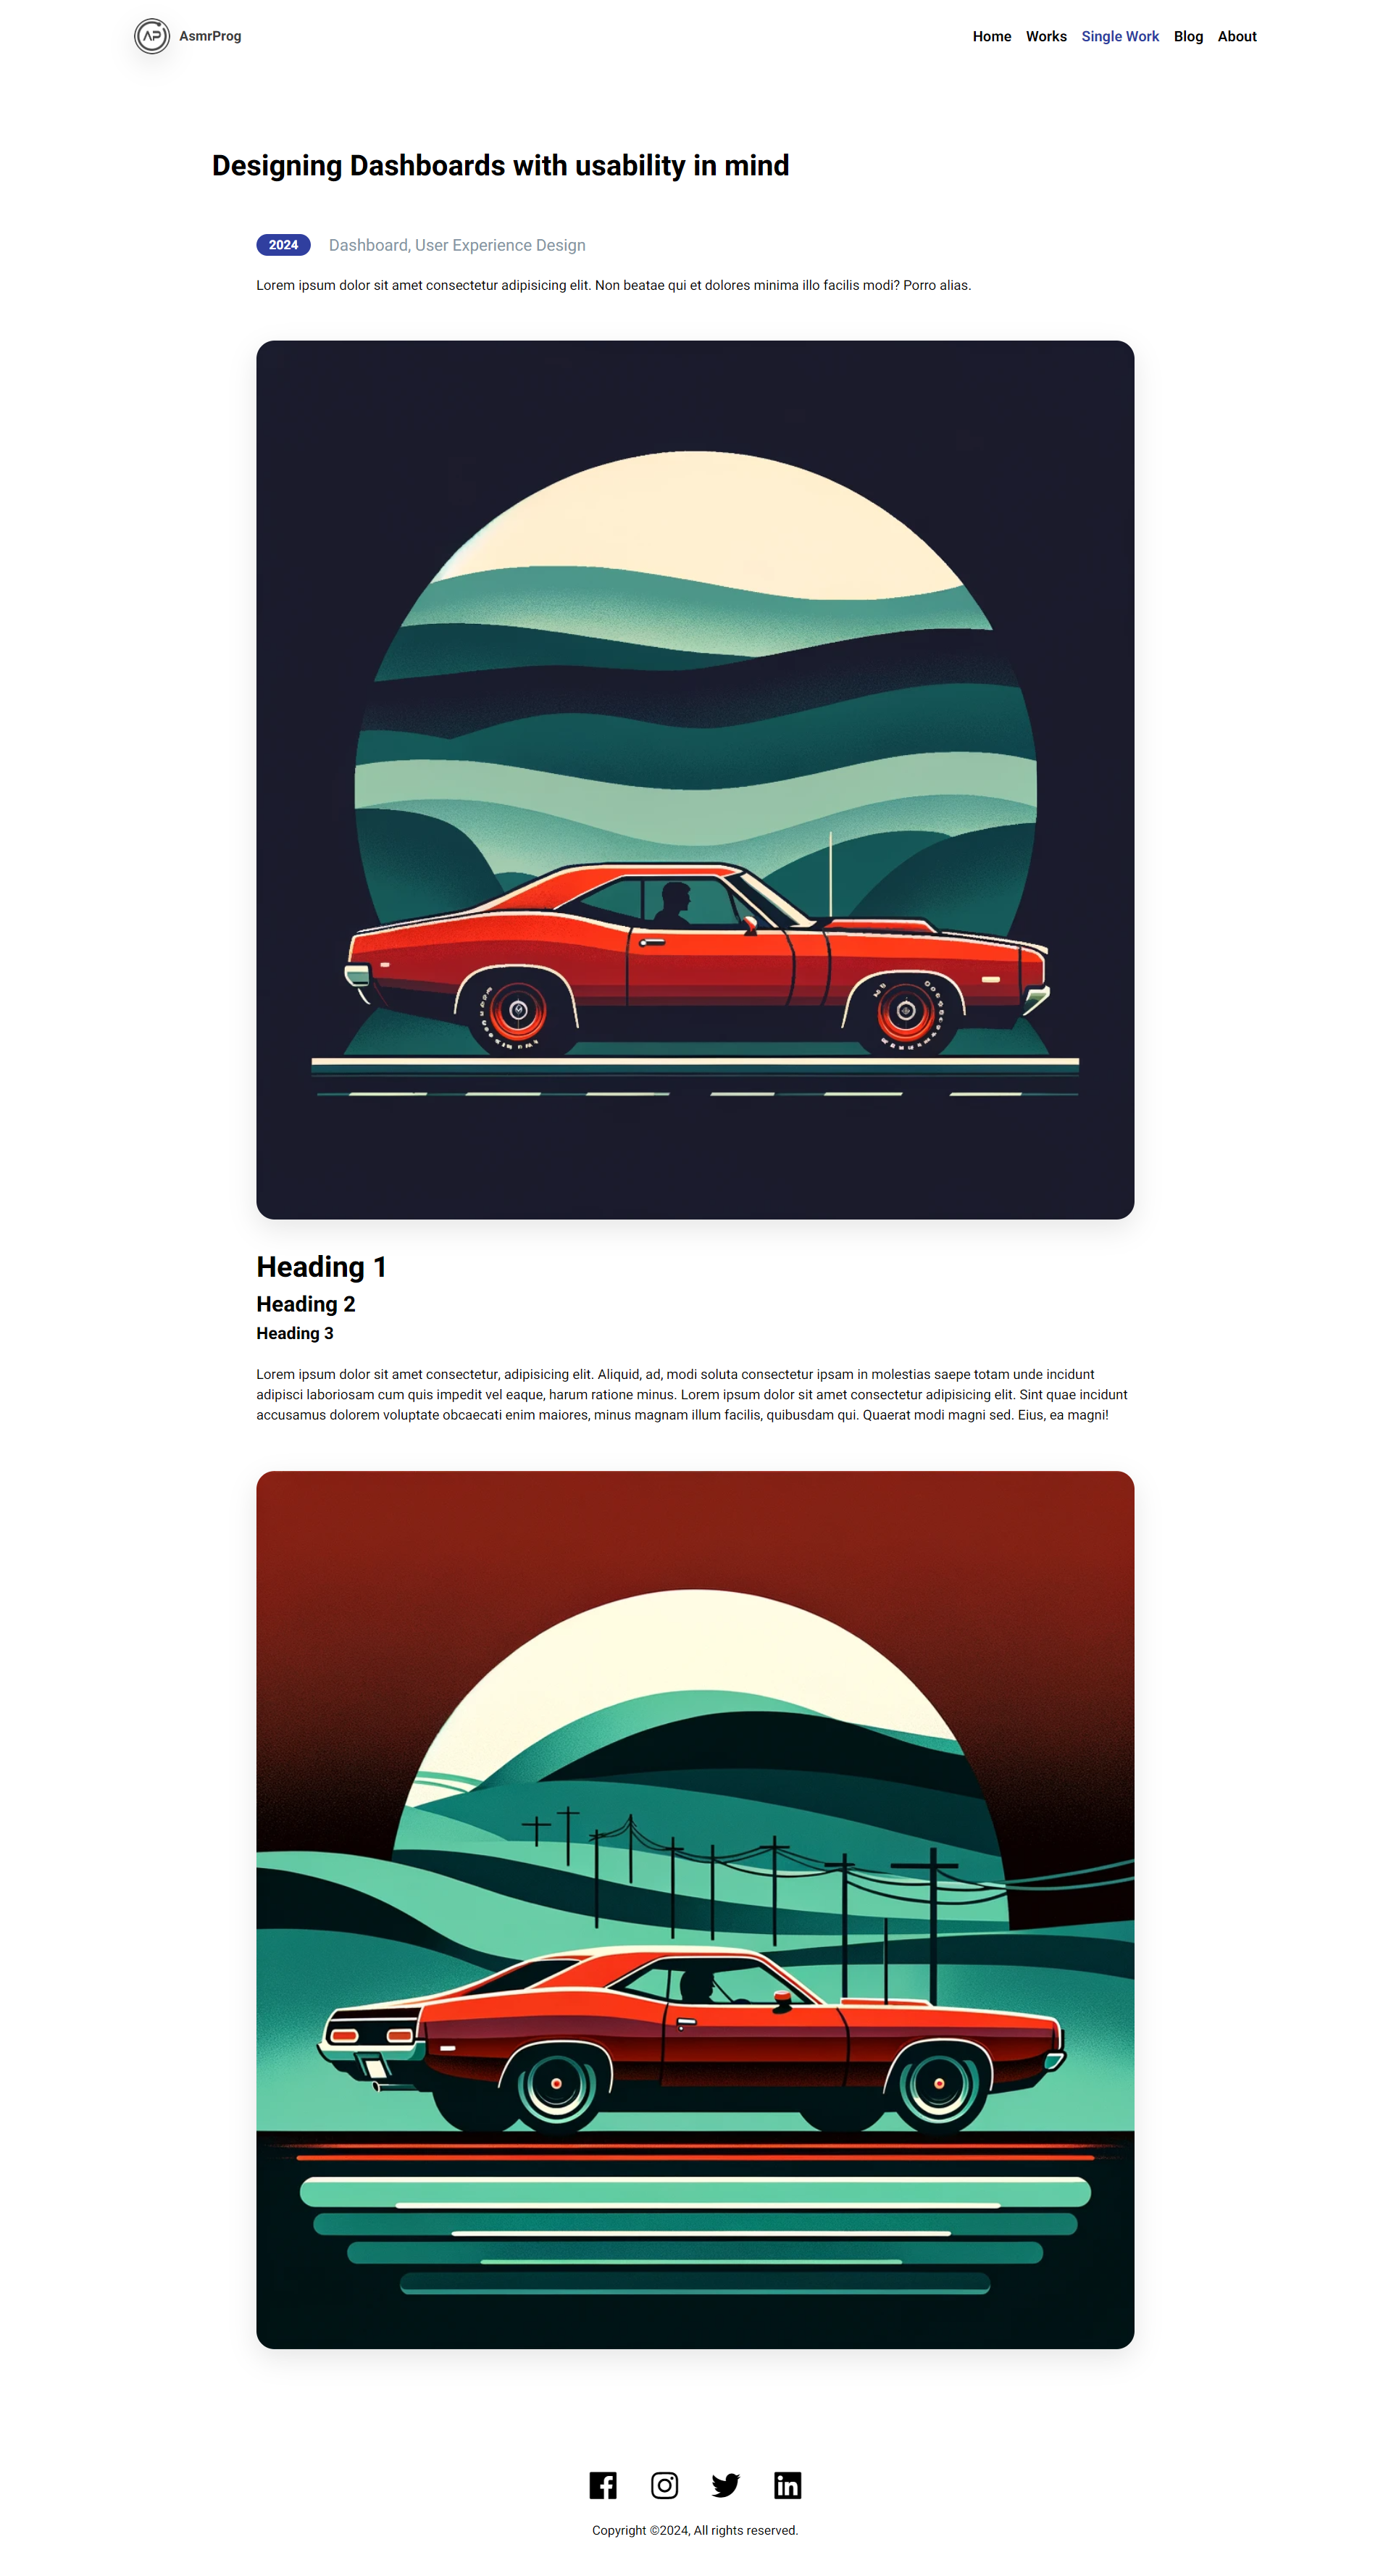 AP AsmrProg
Home Works Single Work Blog About
Designing Dashboards with usability in mind
2024 Dashboard, User Experience Design
Lorem ipsum dolor sit amet consectetur adipisicing elit. Non beatae qui et dolores minima illo facilis modi? Porro alias.
Heading 1
Heading 2
Heading 3
Lorem ipsum dolor sit amet consectetur, adipisicing elit. Aliquid, ad, modi soluta consectetur ipsam in molestias saepe totam unde incidunt
adipisci laboriosam cum quis impedit vel eaque, harum ratione minus. Lorem ipsum dolor sit amet consectetur adipisicing elit. Sint quae incidunt
accusamus dolorem voluptate obcaecati enim maiores, minus magnam illum facilis, quibusdam qui. Quaerat modi magni sed. Eius, ea magni!
Copyright ©2024, All rights reserved.